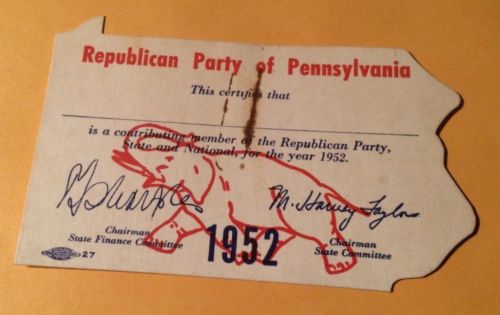 Republican Party of Pennsylvania
This certifies that
is a contributing member of the Republican Party,
State and National, for the year 1952.
M. Harvey Taylor
Chairman
State Finance Committee
1952
Chairman
State Committee
27